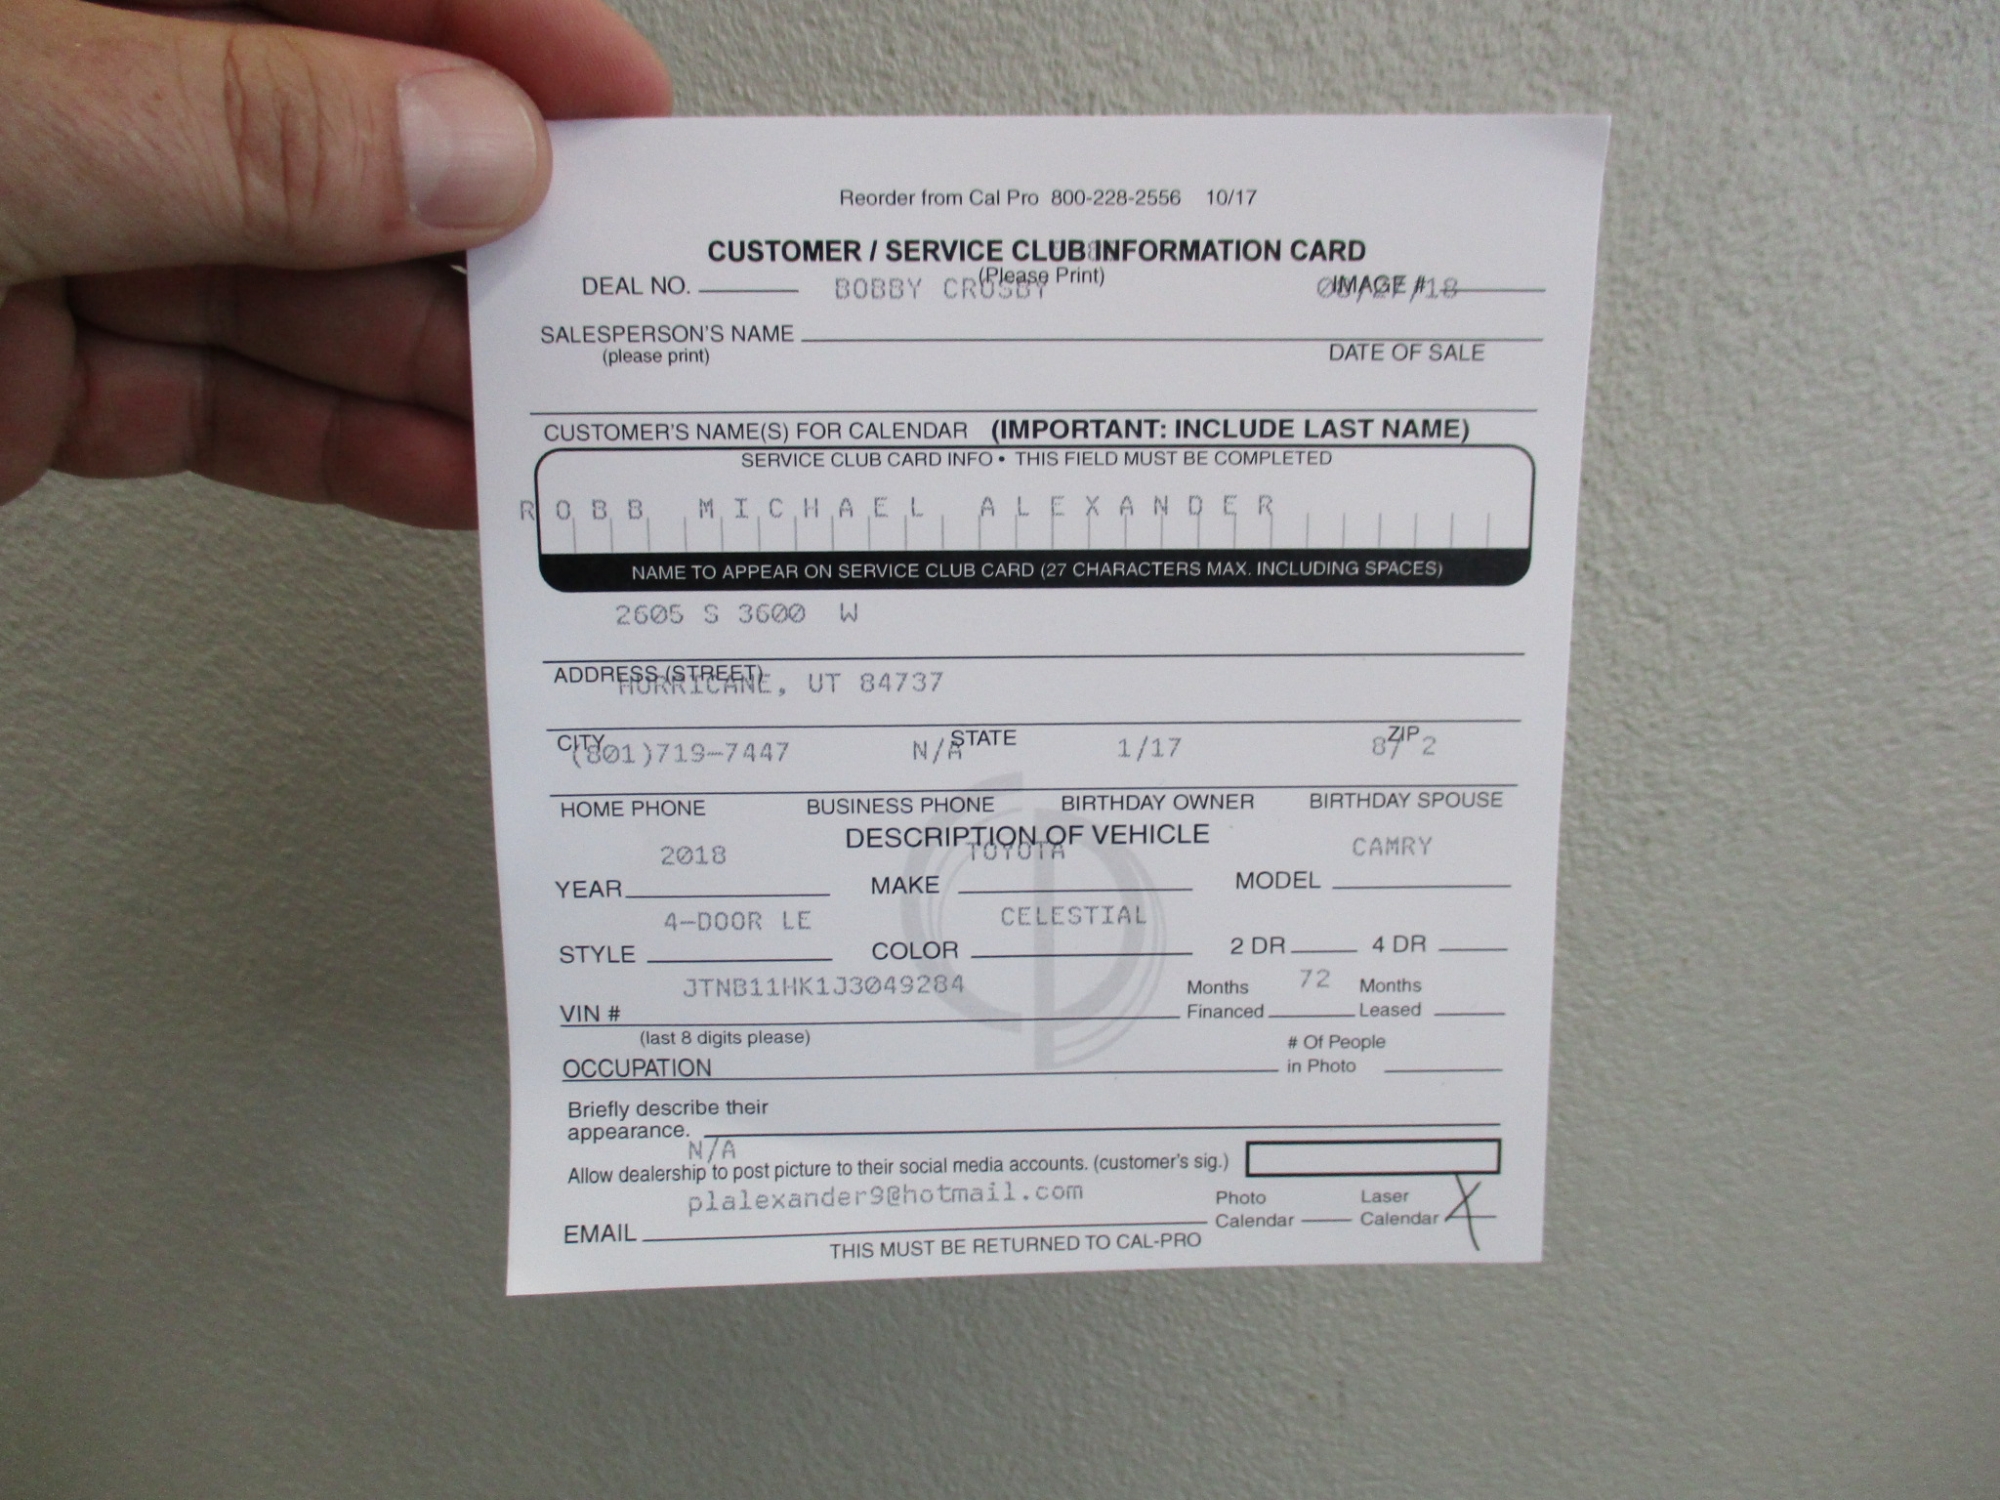 Reorder from Cal Pro 800-228-2556 10/17
CUSTOMER / SERVICE CLUB INFORMATION CARD
(Please Print)
DEAL NO. BOBBY CROSBY IMAGE # /18
SALESPERSON'S NAME
(please print) DATE OF SALE
CUSTOMER'S NAME(S) FOR CALENDAR (IMPORTANT: INCLUDE LAST NAME)
SERVICE CLUB CARD INFO • THIS FIELD MUST BE COMPLETED
ROBB MICHAEL ALEXANDER
NAME TO APPEAR ON SERVICE CLUB CARD (27 CHARACTERS MAX. INCLUDING SPACES)
2605 S 3600 W
ADDRESS (STREET)
HURRICANE, UT 84737
CITY STATE ZIP
(801)719-7447 N/A 1/17
HOME PHONE BUSINESS PHONE BIRTHDAY OWNER BIRTHDAY SPOUSE
DESCRIPTION OF VEHICLE
2018 TOYOTA CAMRY
YEAR MAKE MODEL
4-DOOR LE CELESTIAL
STYLE COLOR 2 DR 4 DR
JTNB11HK1J3049284 Months 72 Months
VIN # Financed Leased
(last 8 digits please) # Of People
OCCUPATION in Photo
Briefly describe their
appearance.
N/A
Allow dealership to post picture to their social media accounts. (customer's sig.)
plalexander9@hotmail.com Photo Laser
EMAIL Calendar Calendar X
THIS MUST BE RETURNED TO CAL-PRO